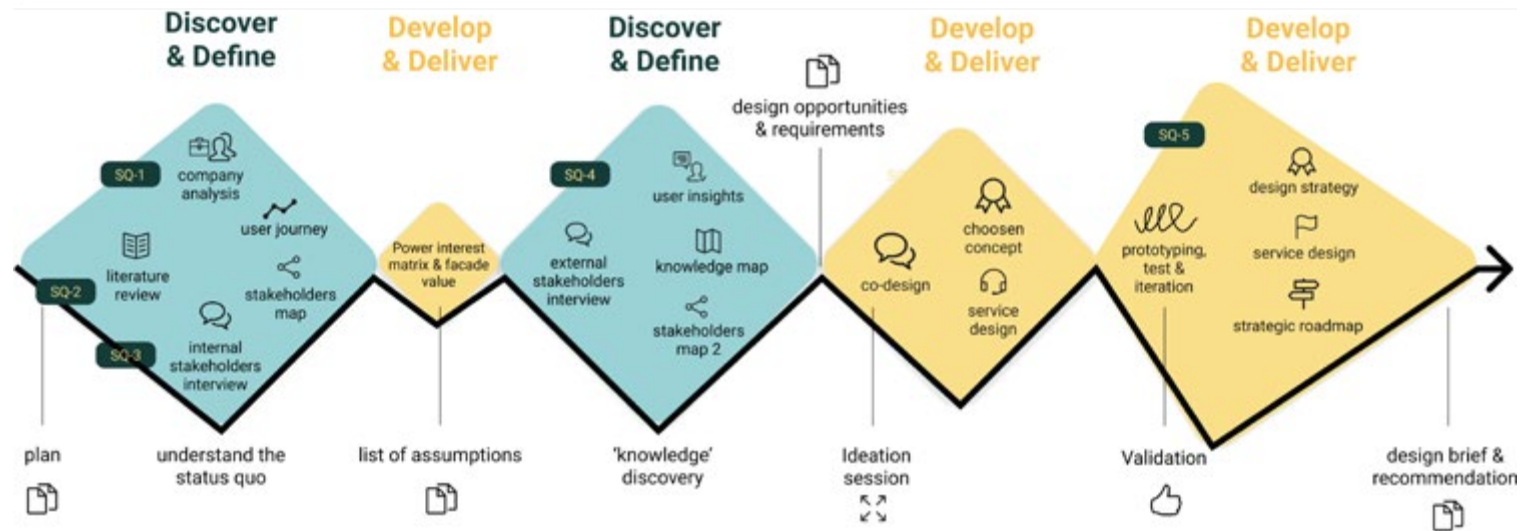 Discover
& Define
Develop
& Deliver
Discover
& Define
Develop
& Deliver
Develop
& Deliver
design opportunities
& requirements
SQ-1
company
analysis
user journey
literature
review
SQ-2
stakeholders
map
SQ-3
internal
stakeholders
interview
Power interest
matrix & facade
value
SQ-4
user insights
external
stakeholders
interview
knowledge map
stakeholders
map 2
choosen
concept
co-design
service
design
SQ-5
design strategy
prototyping,
test &
iteration
service design
strategic roadmap
plan
understand the
status quo
list of assumptions
'knowledge'
discovery
Ideation
session
Validation
design brief &
recommendation